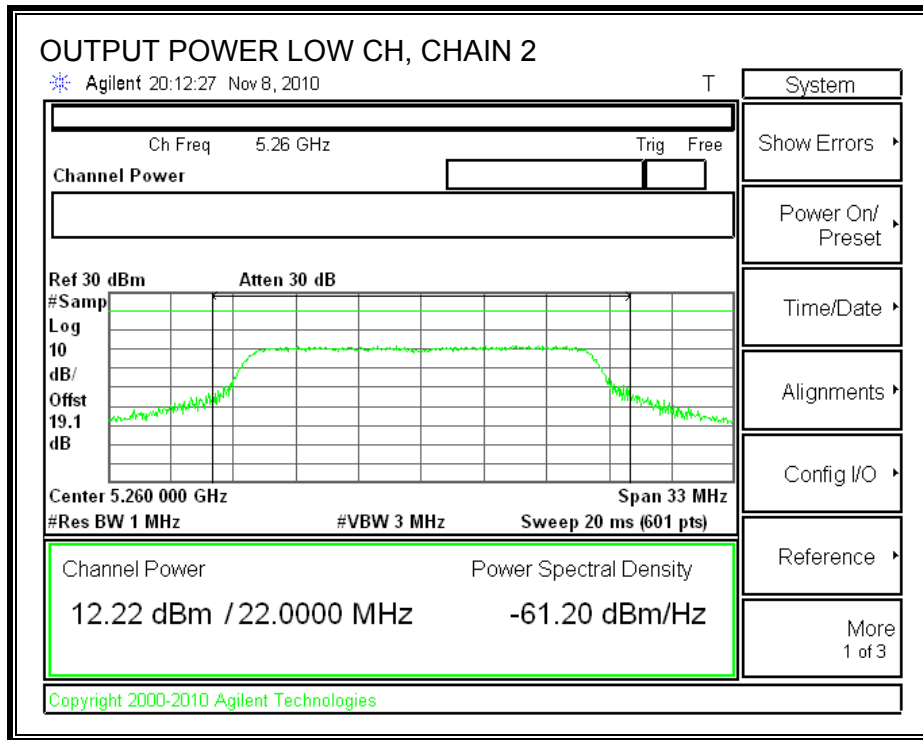 OUTPUT POWER LOW CH, CHAIN 2
Agilent 20:12:27 Nov 8, 2010 T
System
Ch Freq 5.26 GHz Trig Free
Show Errors
Channel Power
Power On/
Preset
Ref 30 dBm Atten 30 dB
#Samp
Log
10
dB/
Offst
19.1
dB
Time/Date
Alignments
Config I/O
Center 5.260 000 GHz Span 33 MHz
#Res BW 1 MHz #VBW 3 MHz Sweep 20 ms (601 pts)
Reference
Channel Power Power Spectral Density
12.22 dBm / 22.0000 MHz -61.20 dBm/Hz
More
1 of 3
Copyright 2000-2010 Agilent Technologies